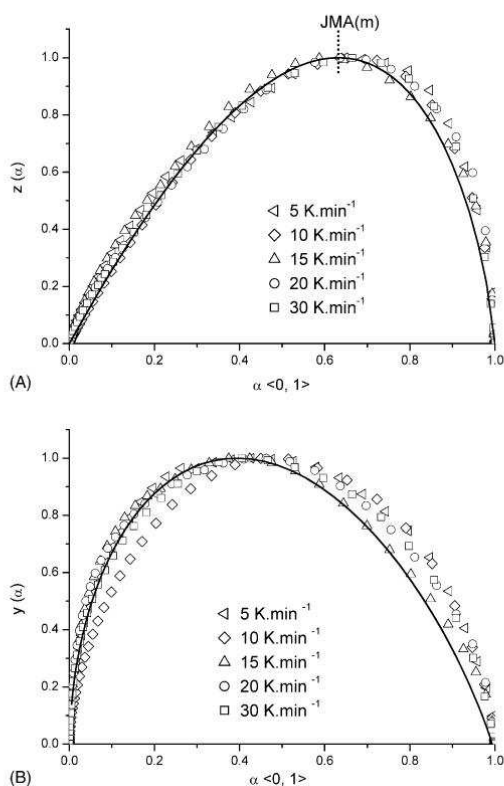 JMA(m)
1.0
0.8
0.6
0.4
0.2
0.0
z (α)
◁ 5 K.min⁻¹
◇ 10 K.min⁻¹
△ 15 K.min⁻¹
○ 20 K.min⁻¹
□ 30 K.min⁻¹
0.0 0.2 0.4 0.6 0.8 1.0
(A)
α <0, 1>
1.0
0.8
0.6
0.4
0.2
0.0
y (α)
◁ 5 K.min ⁻¹
◇ 10 K.min ⁻¹
△ 15 K.min ⁻¹
○ 20 K.min ⁻¹
□ 30 K.min ⁻¹
0.0 0.2 0.4 0.6 0.8 1.0
(B)
α <0, 1>